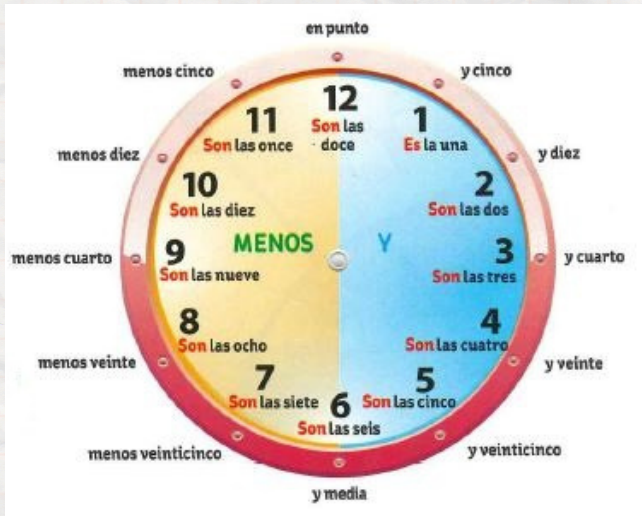 en punto
menos cinco
y cinco
12
Son las
doce
11
Son las once
1
Es la una
menos diez
y diez
10
Son las diez
2
Son las dos
MENOS
Y
menos cuarto
9
Son las nueve
3
Son las tres
y cuarto
8
Son las ocho
4
Son las cuatro
menos veinte
y veinte
7
Son las siete
6
Son las seis
5
Son las cinco
menos veinticinco
y veinticinco
y media